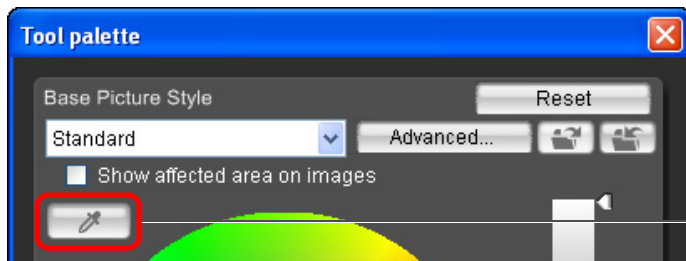 Tool palette
Base Picture Style
Reset
Standard
Advanced...
Show affected area on images